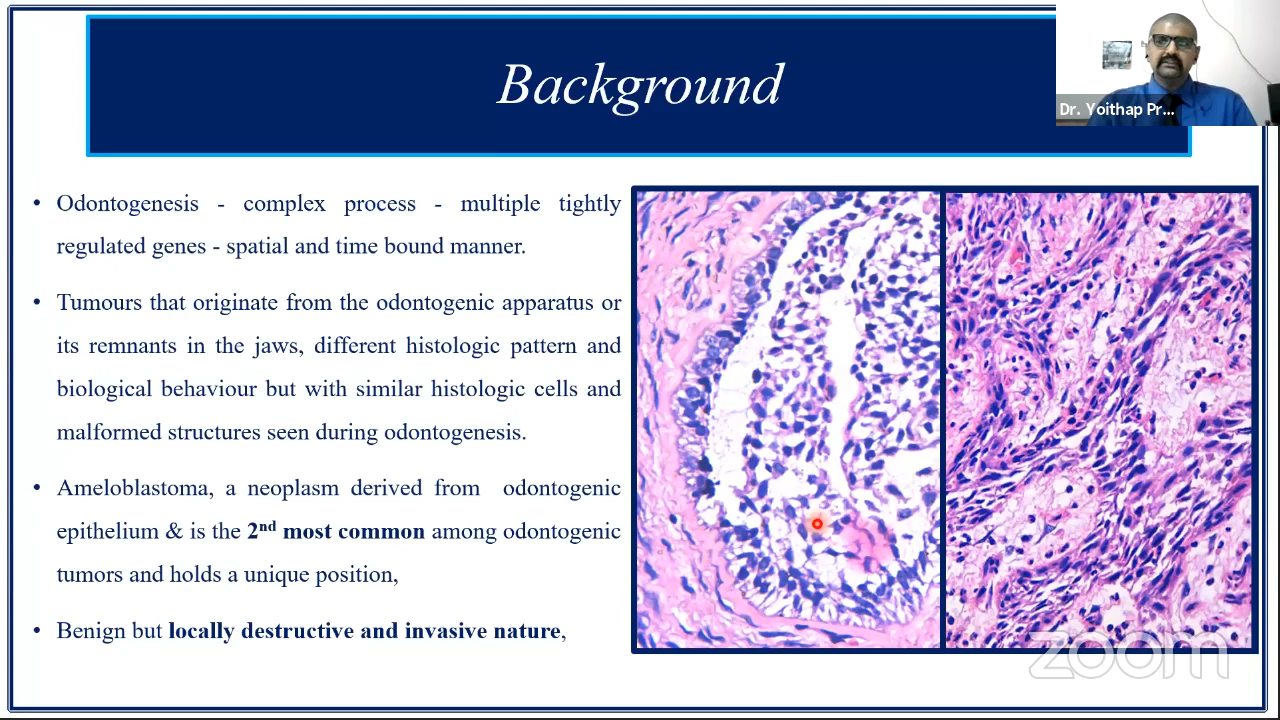 Background
Dr. Yoithap Pr...
• Odontogenesis - complex process - multiple tightly
regulated genes - spatial and time bound manner.
• Tumours that originate from the odontogenic apparatus or
its remnants in the jaws, different histologic pattern and
biological behaviour but with similar histologic cells and
malformed structures seen during odontogenesis.
• Ameloblastoma, a neoplasm derived from odontogenic
epithelium & is the 2nd most common among odontogenic
tumors and holds a unique position,
• Benign but locally destructive and invasive nature,
zoom